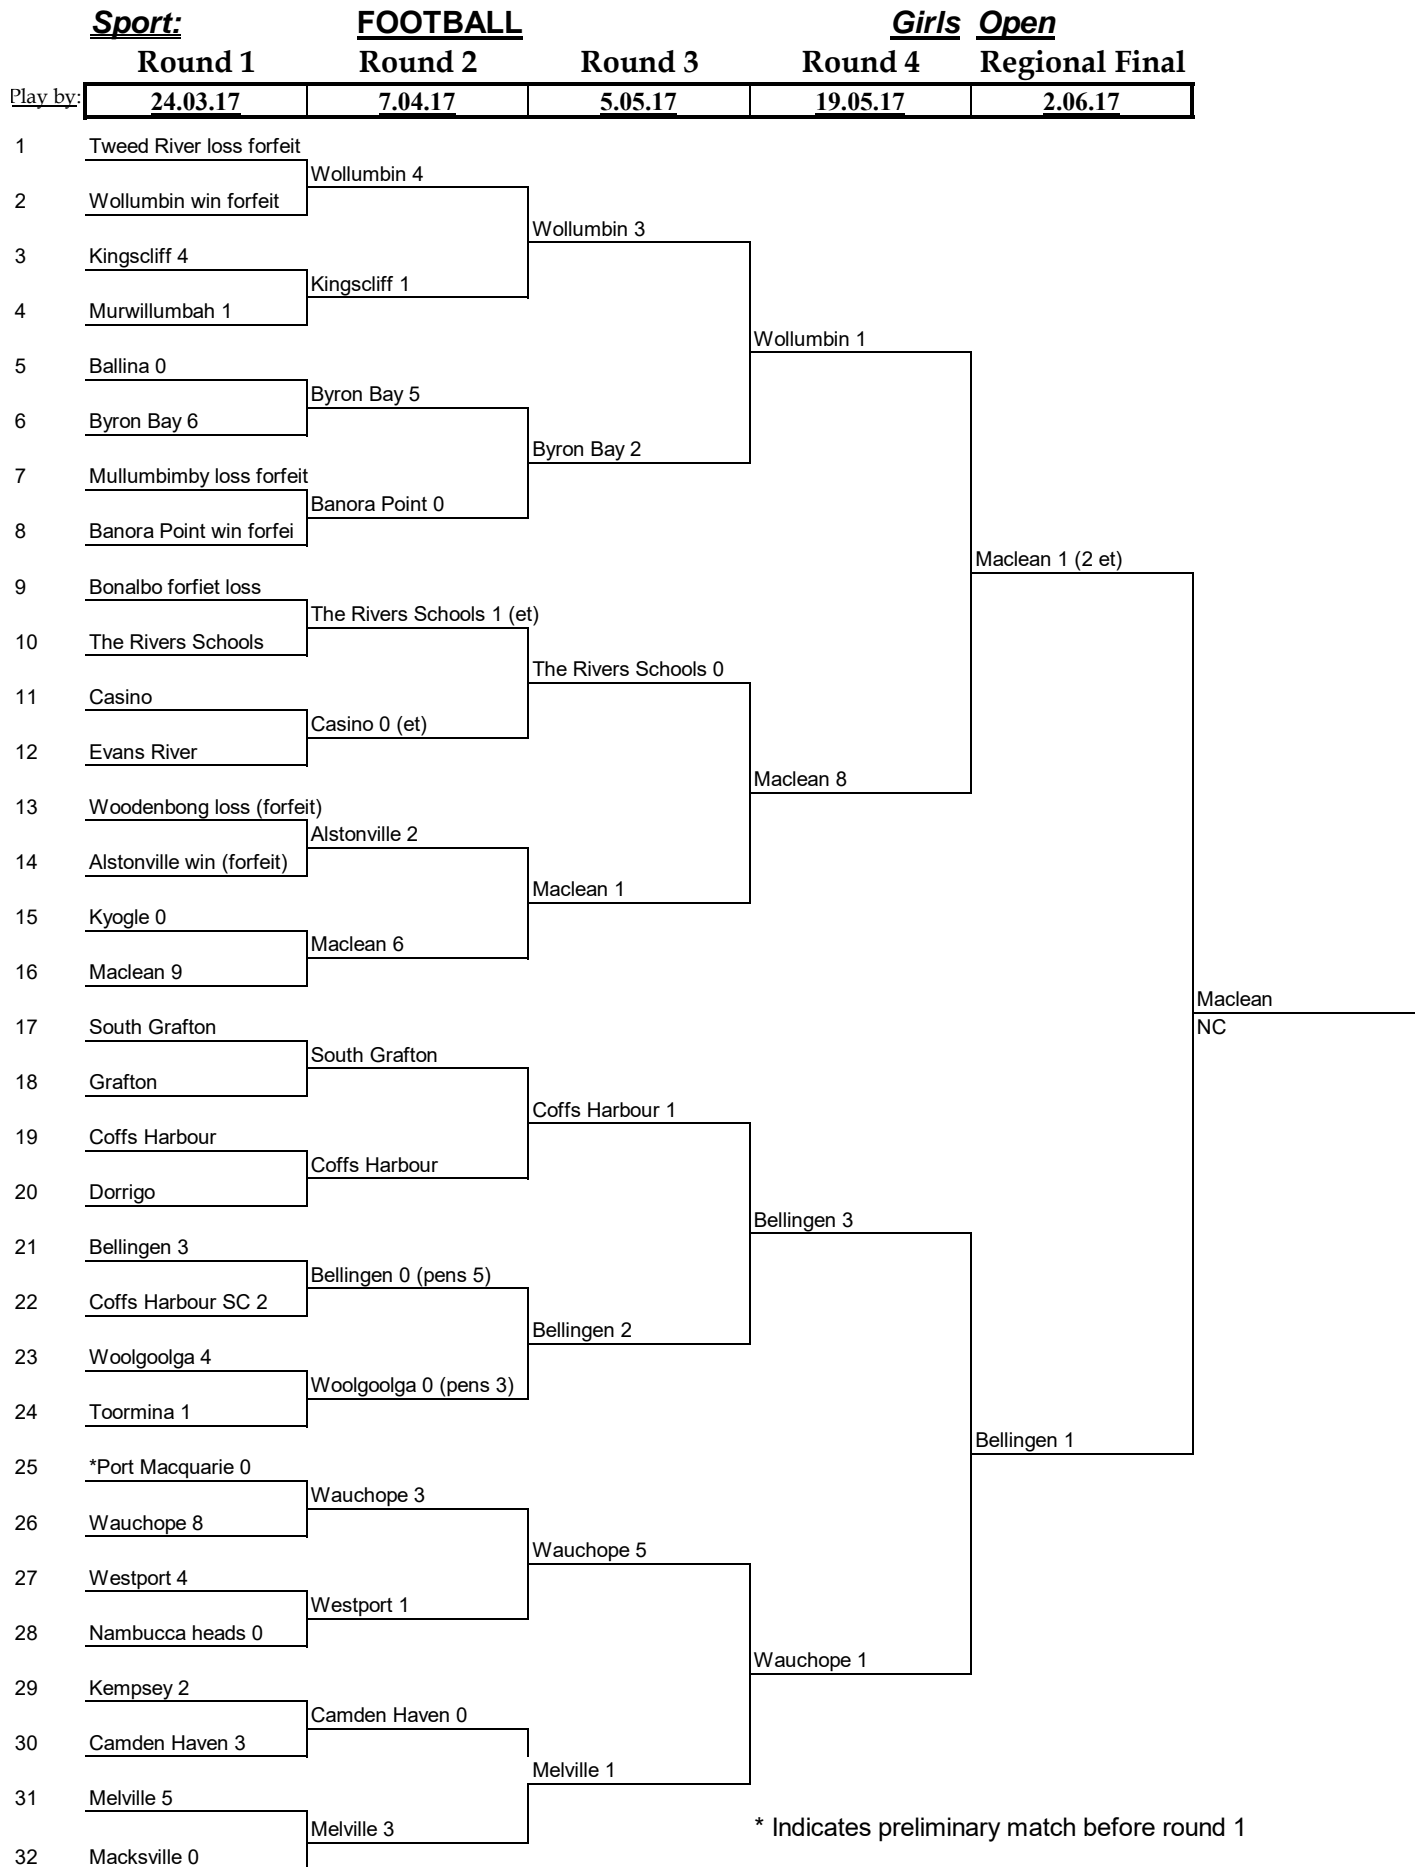 Sport: FOOTBALL Girls Open
Round 1 Round 2 Round 3 Round 4 Regional Final
Play by: 24.03.17 7.04.17 5.05.17 19.05.17 2.06.17
1 Tweed River loss forfeit
Wollumbin 4
2 Wollumbin win forfeit
Wollumbin 3
3 Kingscliff 4
Kingscliff 1
4 Murwillumbah 1
Wollumbin 1
5 Ballina 0
Byron Bay 5
6 Byron Bay 6
Byron Bay 2
7 Mullumbimby loss forfeit
Banora Point 0
8 Banora Point win forfei
Maclean 1 (2 et)
9 Bonalbo forfiet loss
The Rivers Schools 1 (et)
10 The Rivers Schools
The Rivers Schools 0
11 Casino
Casino 0 (et)
12 Evans River
Maclean 8
13 Woodenbong loss (forfeit)
Alstonville 2
14 Alstonville win (forfeit)
Maclean 1
15 Kyogle 0
Maclean 6
16 Maclean 9
Maclean
17 South Grafton
NC
South Grafton
18 Grafton
Coffs Harbour 1
19 Coffs Harbour
Coffs Harbour
20 Dorrigo
Bellingen 3
21 Bellingen 3
Bellingen 0 (pens 5)
22 Coffs Harbour SC 2
Bellingen 2
23 Woolgoolga 4
Woolgoolga 0 (pens 3)
24 Toormina 1
Bellingen 1
25 *Port Macquarie 0
Wauchope 3
26 Wauchope 8
Wauchope 5
27 Westport 4
Westport 1
28 Nambucca heads 0
Wauchope 1
29 Kempsey 2
Camden Haven 0
30 Camden Haven 3
Melville 1
31 Melville 5
Melville 3
* Indicates preliminary match before round 1
32 Macksville 0